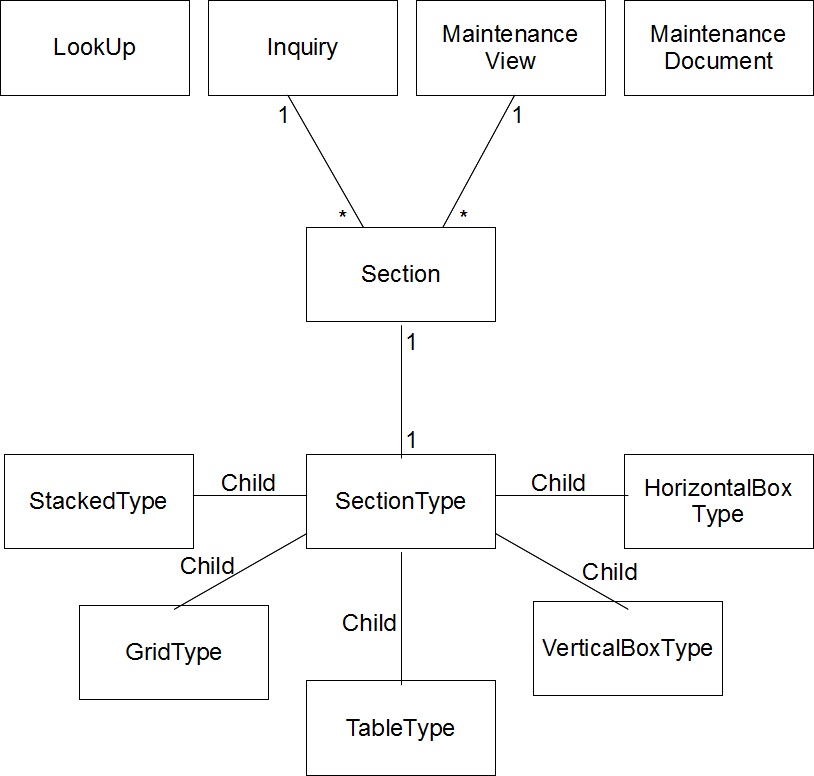 LookUp
Inquiry
Maintenance
View
Maintenance
Document
1
1
*
*
Section
1
1
StackedType
Child
SectionType
Child
HorizontalBox
Type
Child
Child
GridType
Child
VerticalBoxType
TableType